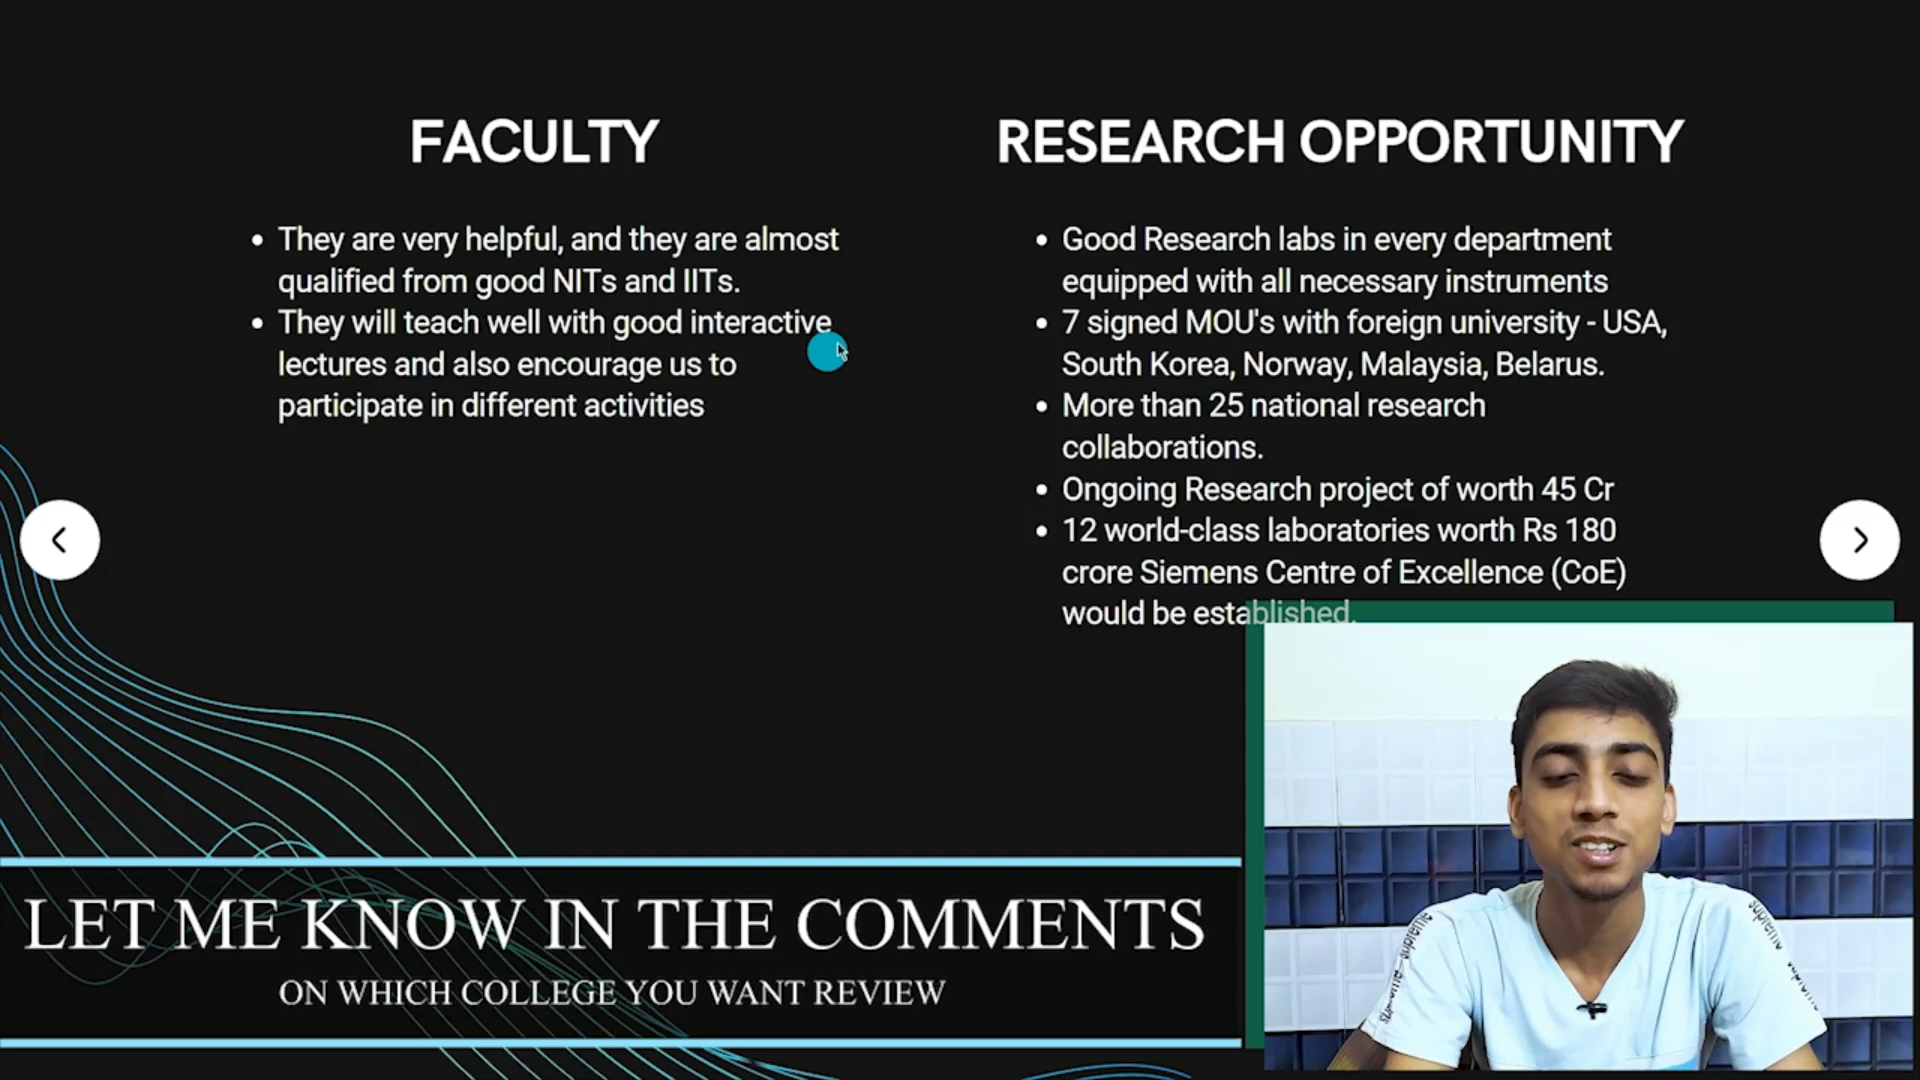 FACULTY
They are very helpful, and they are almost
qualified from good NITs and IITs.
They will teach well with good interactive
lectures and also encourage us to
participate in different activities
RESEARCH OPPORTUNITY
Good Research labs in every department
equipped with all necessary instruments
7 signed MOU's with foreign university - USA,
South Korea, Norway, Malaysia, Belarus.
More than 25 national research
collaborations.
Ongoing Research project of worth 45 Cr
12 world-class laboratories worth Rs 180
crore Siemens Centre of Excellence (CoE)
would be established.
LET ME KNOW IN THE COMMENTS
ON WHICH COLLEGE YOU WANT REVIEW
supreme
supreme